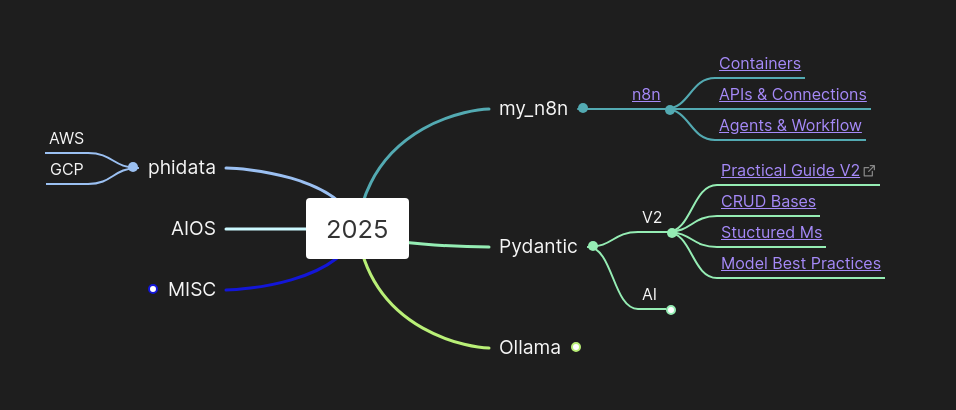 2025
my_n8n
n8n
Containers
APIs & Connections
Agents & Workflow
Pydantic
V2
Practical Guide V2
CRUD Bases
Stuctured Ms
Model Best Practices
AI
Ollama
phidata
AWS
GCP
AIOS
MISC